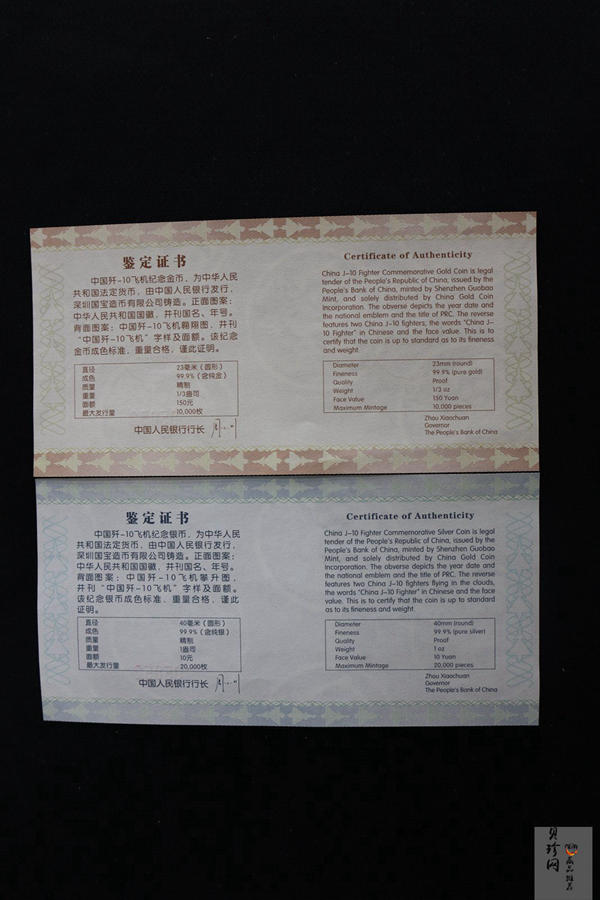 鉴定证书
中国歼-10飞机纪念金币，为中华人民
共和国法定货币，由中国人民银行发行，
深圳国宝造币有限公司铸造。正面图案：
中华人民共和国国徽，并刊国名、年号。
背面图案：中国歼-10飞机翱翔图，并刊
“中国歼-10飞机”字样及面额。该纪念
金币成色标准，重量合格，谨此证明。
直径 23毫米（圆形）
成色 99.9%（含纯金）
质量 精制
重量 1/3盎司
面额 150元
最大发行量 10,000枚
中国人民银行行长
Certificate of Authenticity
China J-10 Fighter Commemorative Gold Coin is legal
tender of the People's Republic of China, issued by the
People's Bank of China, minted by Shenzhen Guobao
Mint, and solely distributed by China Gold Coin
Incorporation. The obverse depicts the year date and
the national emblem and the title of PRC. The reverse
features two China J-10 fighters, the words "China J-
10 Fighter" in Chinese and the face value. This is to
certify that the coin is up to standard as to its fineness
and weight.
Diameter 23mm (round)
Fineness 99.9% (pure gold)
Quality Proof
Weight 1/3 oz
Face Value 150 Yuan
Maximum Mintage 10,000 pieces
Zhou Xiaochuan
Governor
The People's Bank of China
鉴定证书
中国歼-10飞机纪念银币，为中华人民
共和国法定货币，由中国人民银行发行，
深圳国宝造币有限公司铸造。正面图案：
中华人民共和国国徽，并刊国名、年号。
背面图案：中国歼-10飞机攀升图，
并刊“中国歼-10飞机”字样及面额。
该纪念银币成色标准，重量合格，谨此
证明。
直径 40毫米（圆形）
成色 99.9%（含纯银）
质量 精制
重量 1盎司
面额 10元
最大发行量 20,000枚
中国人民银行行长
Certificate of Authenticity
China J-10 Fighter Commemorative Silver Coin is legal
tender of the People's Republic of China, issued by the
People's Bank of China, minted by Shenzhen Guobao
Mint, and solely distributed by China Gold Coin
Incorporation. The obverse depicts the year date and
the national emblem and the title of PRC. The reverse
features two China J-10 fighters flying in the clouds,
the words "China J-10 Fighter" in Chinese and the face
value. This is to certify that the coin is up to standard
as to its fineness and weight.
Diameter 40mm (round)
Fineness 99.9% (pure silver)
Quality Proof
Weight 1 oz
Face Value 10 Yuan
Maximum Mintage 20,000 pieces
Zhou Xiaochuan
Governor
The People's Bank of China
贝珍网